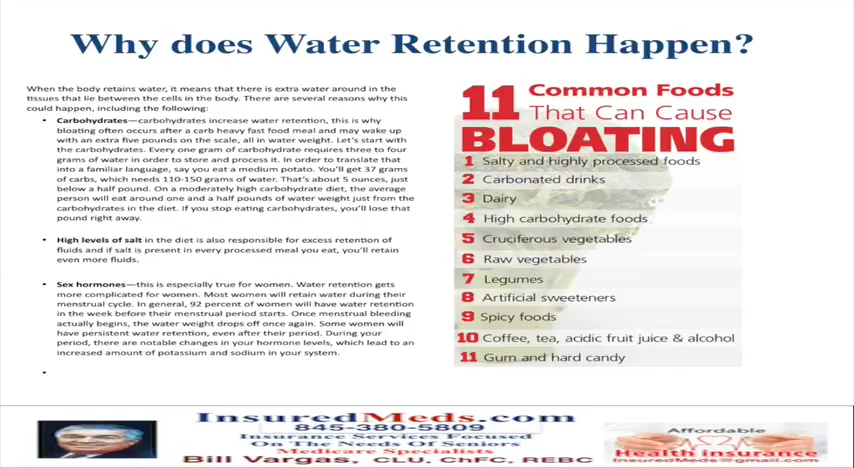 Why does Water Retention Happen?
When the body retains water, it means that there is extra water around in the
tissues that lie between the cells in the body. There are several reasons why this
could happen, including the following:
• Carbohydrates—carbohydrates increase water retention, this is why
bloating often occurs after a carb heavy fast food meal and may wake up
with an extra five pounds on the scale, all in water weight. Let's start with
the carbohydrates. Every one gram of carbohydrate requires three to four
grams of water in order to store and process it. In order to translate that
into a familiar language, say you eat a medium potato. You'll get 37 grams
of carbs, which needs 110-150 grams of water. That's about 5 ounces, just
below a half pound. On a moderately high carbohydrate diet, the average
person will eat around one and a half pounds of water weight just from the
carbohydrates in the diet. If you stop eating carbohydrates, you'll lose that
pound right away.
• High levels of salt in the diet is also responsible for excess retention of
fluids and if salt is present in every processed meal you eat, you'll retain
even more fluids.
• Sex hormones—this is especially true for women. Water retention gets
more complicated for women. Most women will retain water during their
menstrual cycle. In general, 92 percent of women will have water retention
in the week before their menstrual period starts. Once menstrual bleeding
actually begins, the water weight drops off once again. Some women will
have persistent water retention, even after their period. During your
period, there are notable changes in your hormone levels, which lead to an
increased amount of potassium and sodium in your system.
•
11 Common Foods
That Can Cause
BLOATING
1 Salty and highly processed foods
2 Carbonated drinks
3 Dairy
4 High carbohydrate foods
5 Cruciferous vegetables
6 Raw vegetables
7 Legumes
8 Artificial sweeteners
9 Spicy foods
10 Coffee, tea, acidic fruit juice & alcohol
11 Gum and hard candy
InsuredMeds.com
845-380-5809
Insurance Services Focused
On The Needs Of Seniors
Medicare Specialists
Bill Vargas, CLU, ChFC, REBC
Affordable
Health insurance
InsuredMeds@gmail.com